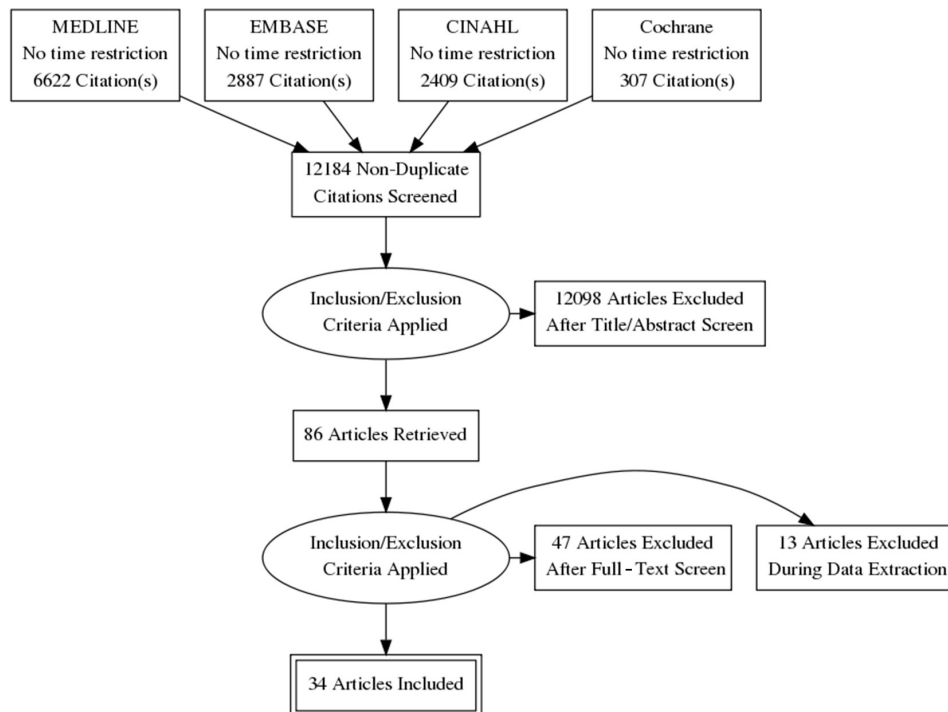 MEDLINE
No time restriction
6622 Citation(s)
EMBASE
No time restriction
2887 Citation(s)
CINAHL
No time restriction
2409 Citation(s)
Cochrane
No time restriction
307 Citation(s)
12184 Non-Duplicate
Citations Screened
Inclusion/Exclusion
Criteria Applied
12098 Articles Excluded
After Title/Abstract Screen
86 Articles Retrieved
Inclusion/Exclusion
Criteria Applied
47 Articles Excluded
After Full-Text Screen
13 Articles Excluded
During Data Extraction
34 Articles Included